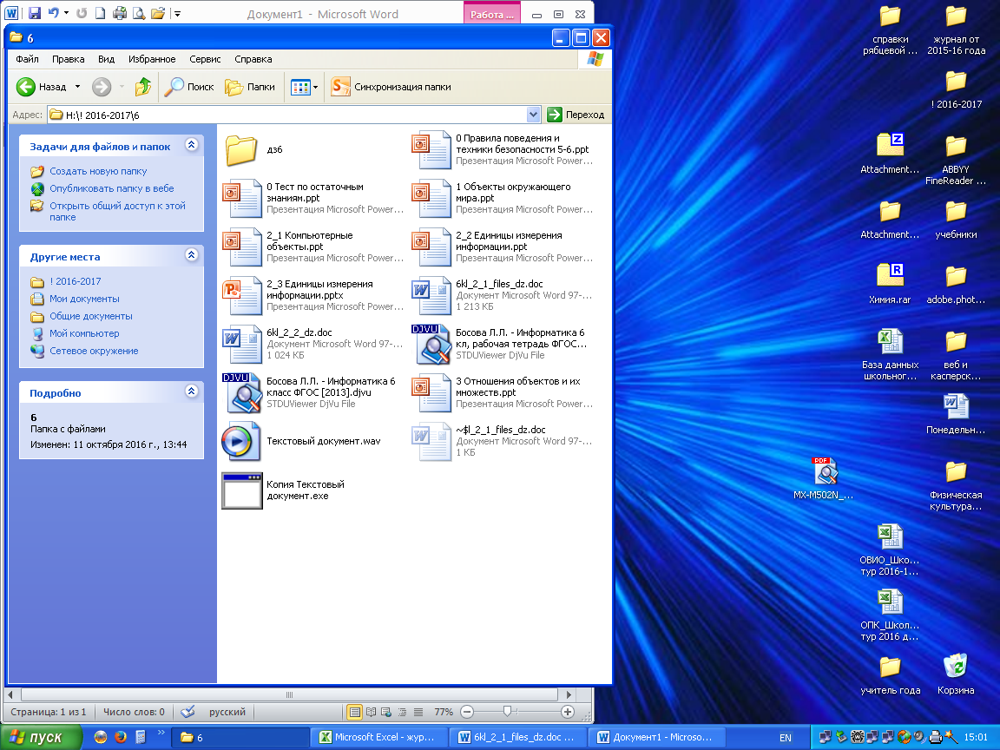 Документ1 - Microsoft Word
Работа ...
6
Файл Правка Вид Избранное Сервис Справка
Назад Поиск Папки Синхронизация папки
Адрес: H:\! 2016-2017\6 Переход
Задачи для файлов и папок
Создать новую папку
Опубликовать папку в вебе
Открыть общий доступ к этой
папке
Другие места
! 2016-2017
Мои документы
Общие документы
Мой компьютер
Сетевое окружение
Подробно
6
Папка с файлами
Изменен: 11 октября 2016 г., 13:44
дз6
0 Правила поведения и
техники безопасности 5-6.ppt
Презентация Microsoft Power...
0 Тест по остаточным
знаниям.ppt
Презентация Microsoft Power...
1 Объекты окружающего
мира.ppt
Презентация Microsoft Power...
2_1 Компьютерные
объекты.ppt
Презентация Microsoft Power...
2_2 Единицы измерения
информации.ppt
Презентация Microsoft Power...
2_3 Единицы измерения
информации.pptx
Презентация Microsoft Power...
6kl_2_1_files_dz.doc
Документ Microsoft Word 97-...
1 213 КБ
6kl_2_2_dz.doc
Документ Microsoft Word 97-...
1 024 КБ
DJVU
Босова Л.Л. - Информатика 6
кл, рабочая тетрадь ФГОС...
STDUViewer DjVu File
DJVU
Босова Л.Л. - Информатика 6
класс ФГОС [2013].djvu
STDUViewer DjVu File
3 Отношения объектов и их
множеств.ppt
Презентация Microsoft Power...
Текстовый документ.wav
~$l_2_1_files_dz.doc
Документ Microsoft Word 97-...
1 КБ
Копия Текстовый
документ.exe
справки
рябцевой ...
журнал от
2015-16 года
! 2016-2017
Z
Attachment...
ABBYY
FineReader ...
Attachment...
учебники
R
Химия.rar
adobe.phot...
База данных
школьног...
веб и
касперск...
Понедельн...
PDF
MX-M502N_...
Физическая
культура...
ОВИО_Шко...
тур 2016-1...
ОПК_Школ...
тур 2016 д...
учитель года
Корзина
Страница: 1 из 1 Число слов: 0 русский 77%
пуск
6
Microsoft Excel - жур...
6kl_2_1_files_dz.doc ...
Документ1 - Microso...
EN
15:01